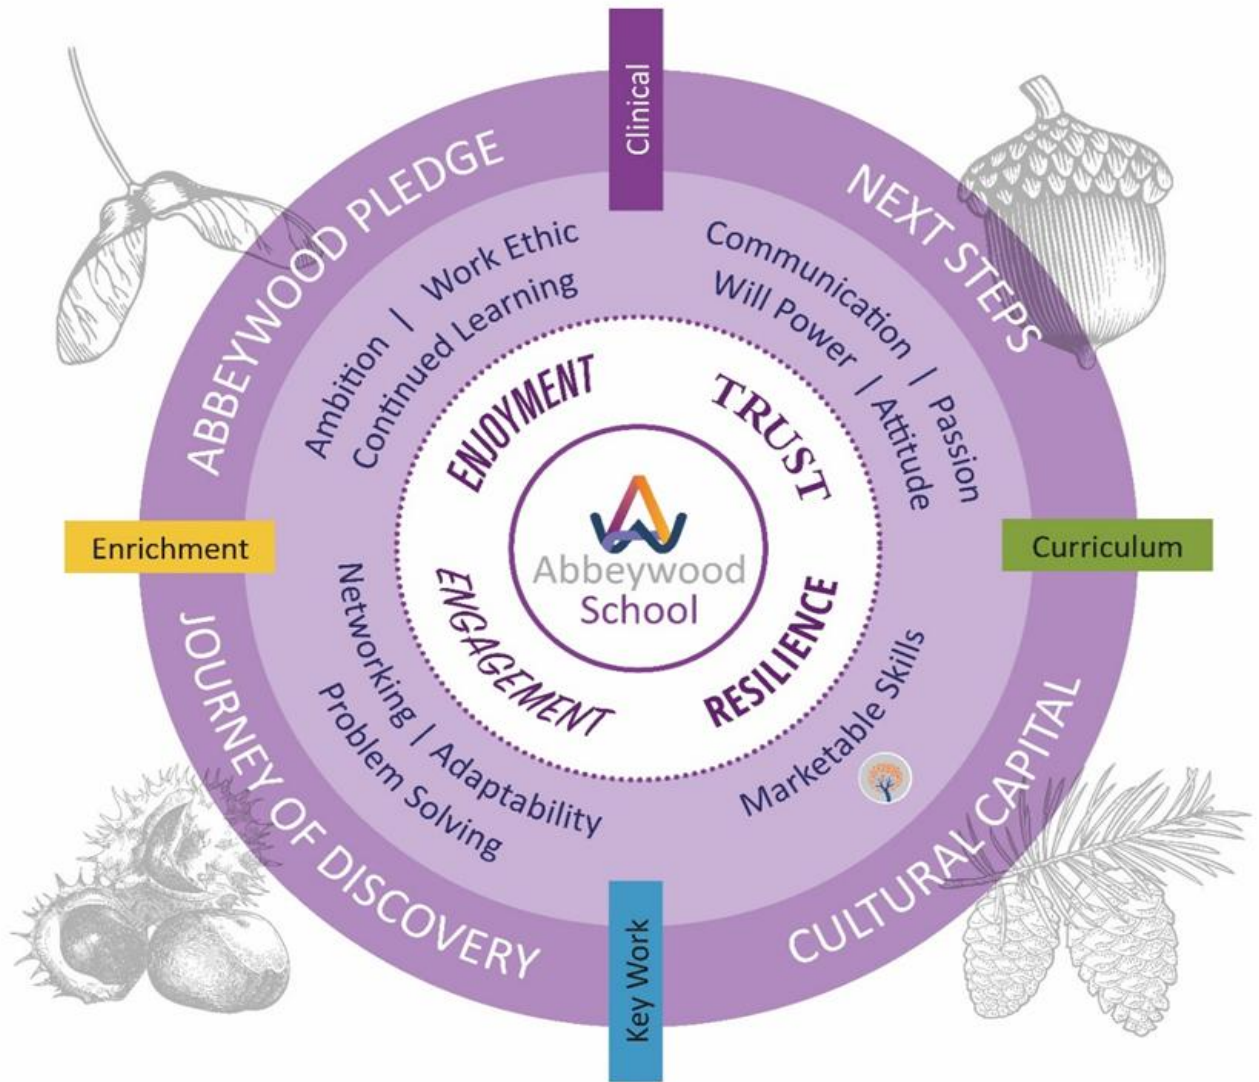 Clinical
ABBEYWOOD PLEDGE
NEXT STEPS
Ambition | Work Ethic
Continued Learning
Communication | Passion
Will Power | Attitude
ENJOYMENT
TRUST
Enrichment
Abbeywood
School
Curriculum
ENGAGEMENT
RESILIENCE
Networking | Adaptability
Problem Solving
Marketable Skills
JOURNEY OF DISCOVERY
CULTURAL CAPITAL
Key Work